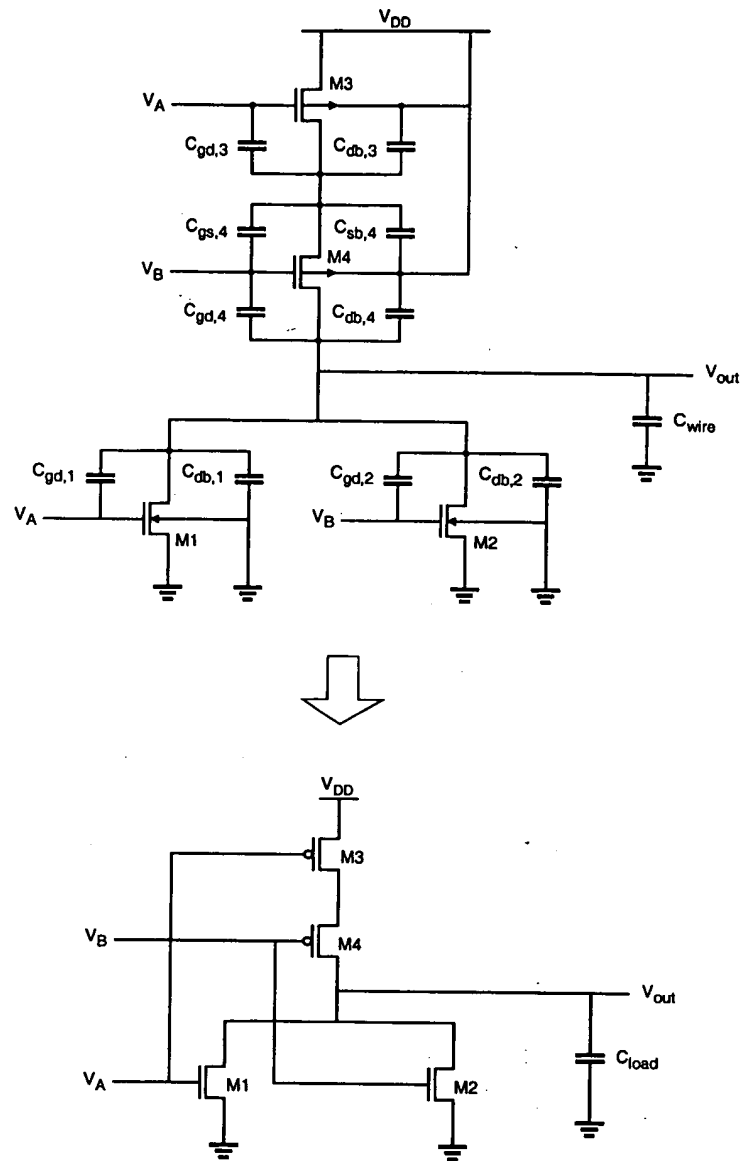 VDD
M3
VA
Cgd,3
Cdb,3
Cgs,4
Csb,4
M4
VB
Cgd,4
Cdb,4
Vout
Cwire
Cgd,1
Cdb,1
Cgd,2
Cdb,2
VA
M1
VB
M2
VDD
M3
VB
M4
Vout
Cload
VA
M1
M2